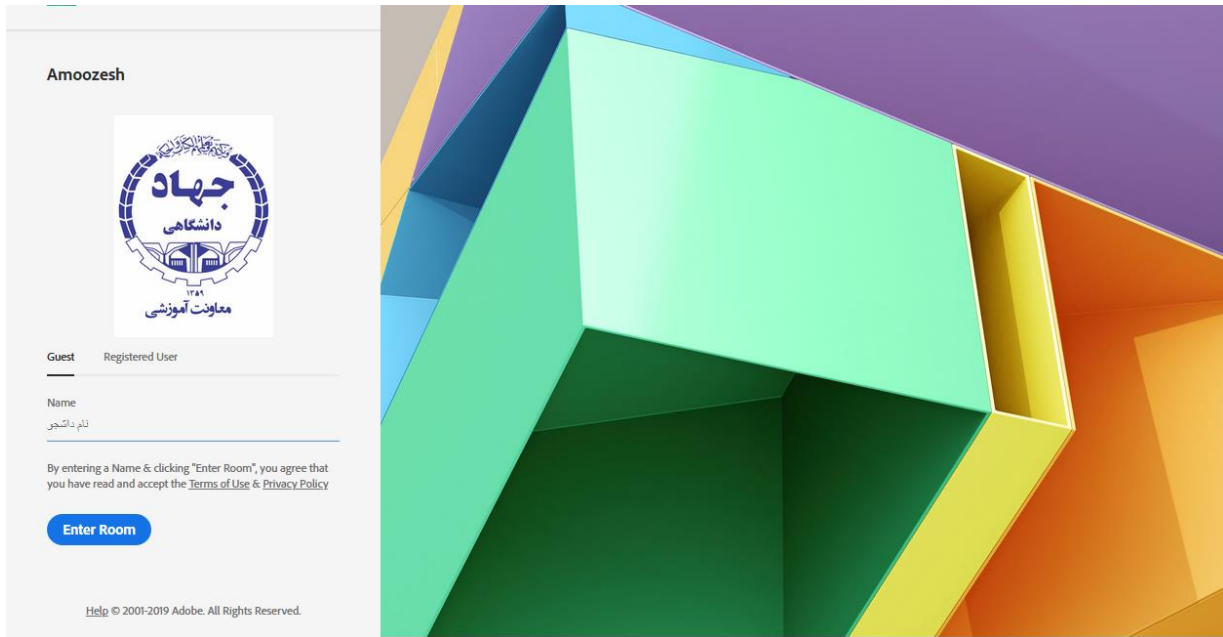 Amoozesh
جهاد
دانشگاهی
۱۳۵۹
معاونت آموزشی
Guest Registered User
Name
نام دانشجو
By entering a Name & clicking "Enter Room", you agree that
you have read and accept the Terms of Use & Privacy Policy
Enter Room
Help © 2001-2019 Adobe. All Rights Reserved.